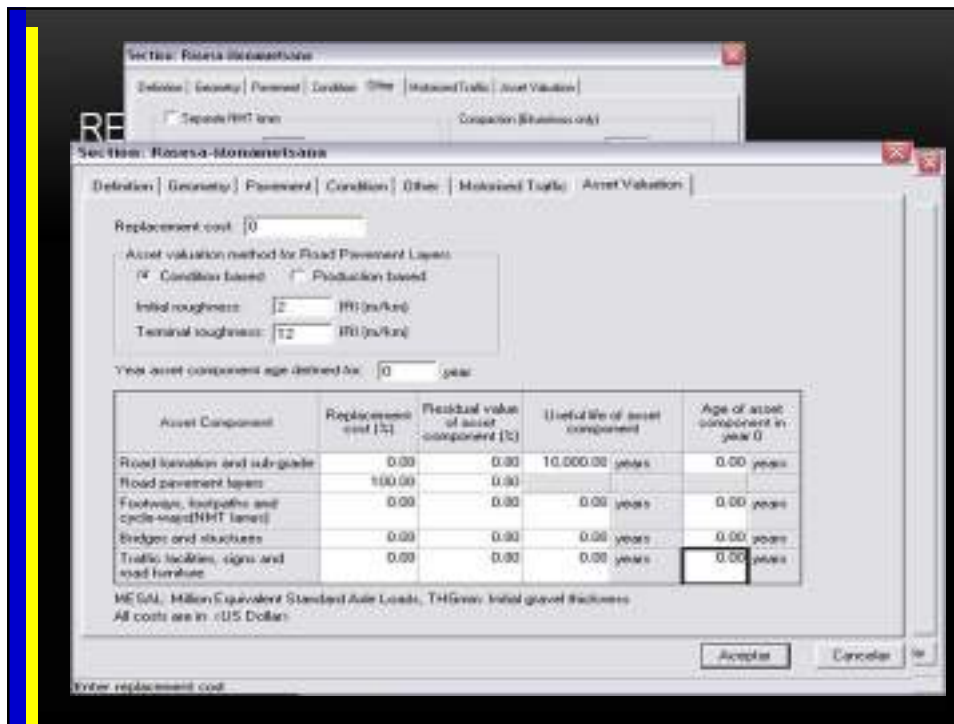 RE
Section: Rasesa-Monametsana
Definition Geometry Pavement Condition Other Motorised Traffic Asset Valuation
Separate NMT lanes
Compaction (Bituminous only)
Section: Rasesa-Monametsana
Definition Geometry Pavement Condition Other Motorised Traffic Asset Valuation
Replacement cost: 0
Asset valuation method for Road Pavement Layers
Condition based Production based
Initial roughness: 2 IRI (m/km)
Terminal roughness: 12 IRI (m/km)
Year asset component age defined for: 0 year
Asset Component Replacement cost (%) Residual value of asset component (%) Useful life of asset component Age of asset component in year 0
Road formation and sub-grade 0.00 0.00 10,000.00 years 0.00 years
Road pavement layers 100.00 0.00
Footways, footpaths and cycle-ways(NMT lanes) 0.00 0.00 0.00 years 0.00 years
Bridges and structures 0.00 0.00 0.00 years 0.00 years
Traffic facilities, signs and road furniture 0.00 0.00 0.00 years 0.00 years
MESAL: Million Equivalent Standard Axle Loads, THGmm: Initial gravel thickness
All costs are in <US Dollar>
Aceptar Cancelar
Enter replacement cost